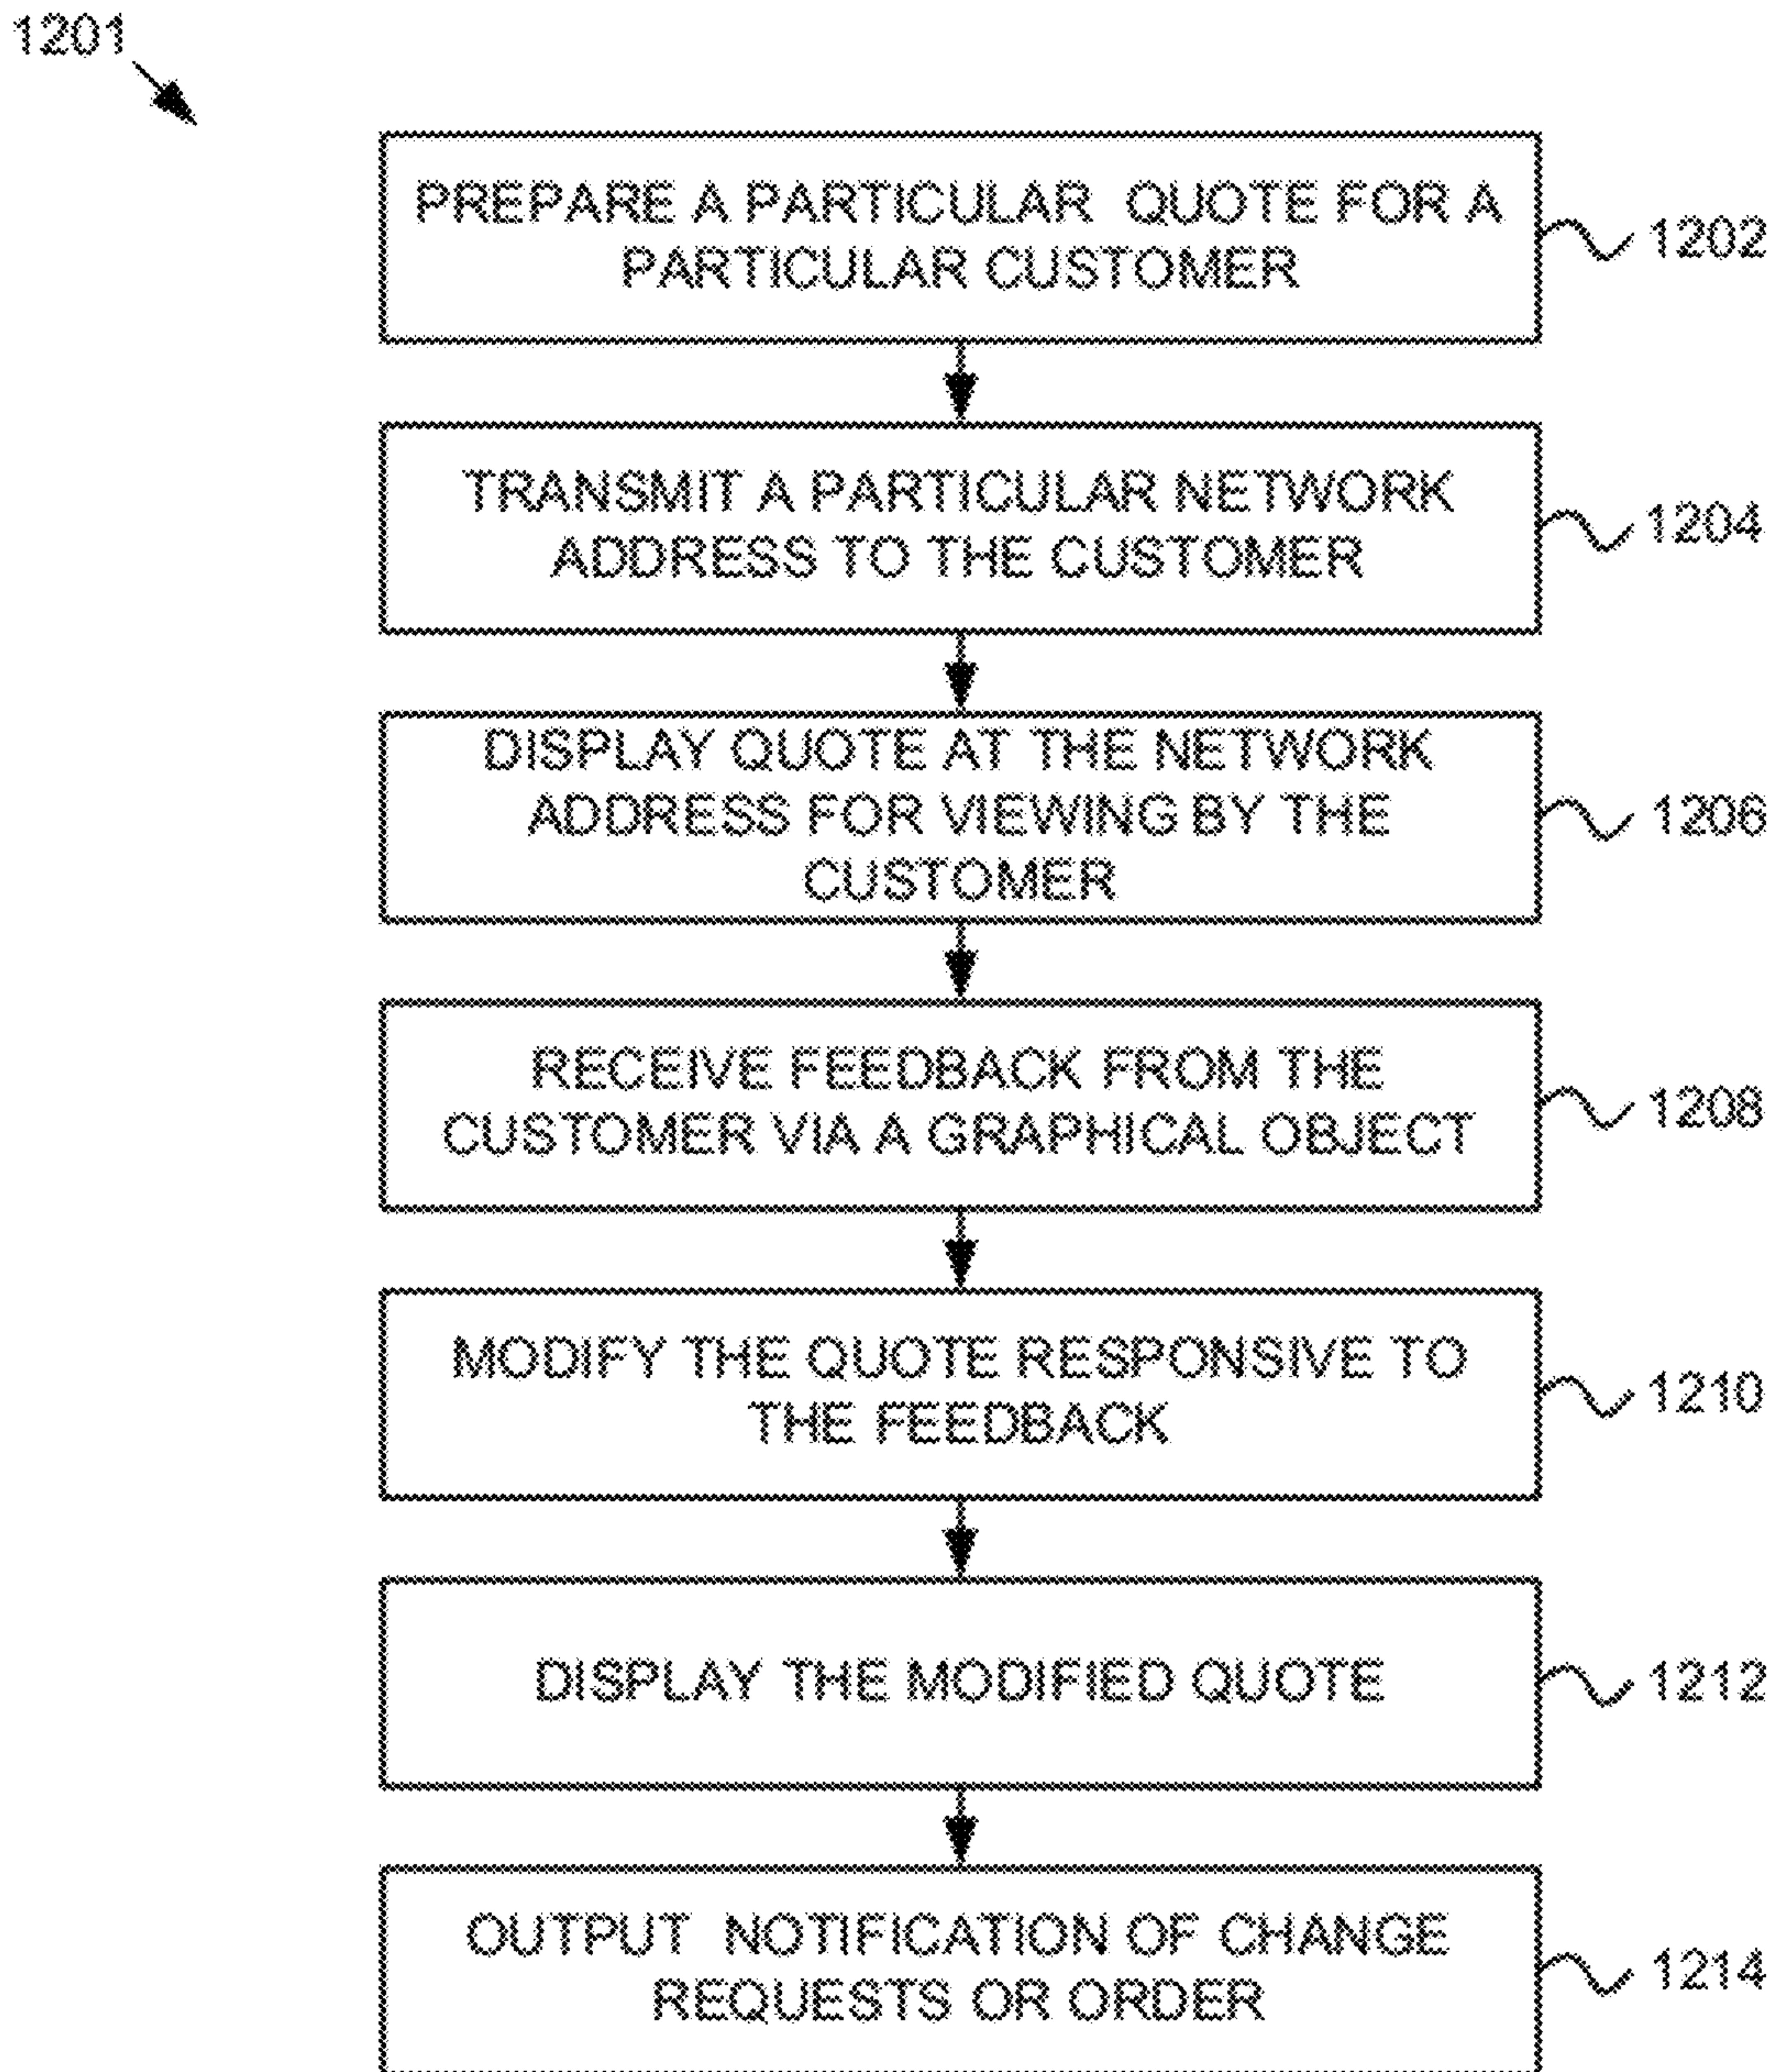 1201
PREPARE A PARTICULAR QUOTE FOR A
PARTICULAR CUSTOMER
1202
TRANSMIT A PARTICULAR NETWORK
ADDRESS TO THE CUSTOMER
1204
DISPLAY QUOTE AT THE NETWORK
ADDRESS FOR VIEWING BY THE
CUSTOMER
1206
RECEIVE FEEDBACK FROM THE
CUSTOMER VIA A GRAPHICAL OBJECT
1208
MODIFY THE QUOTE RESPONSIVE TO
THE FEEDBACK
1210
DISPLAY THE MODIFIED QUOTE
1212
OUTPUT NOTIFICATION OF CHANGE
REQUESTS OR ORDER
1214